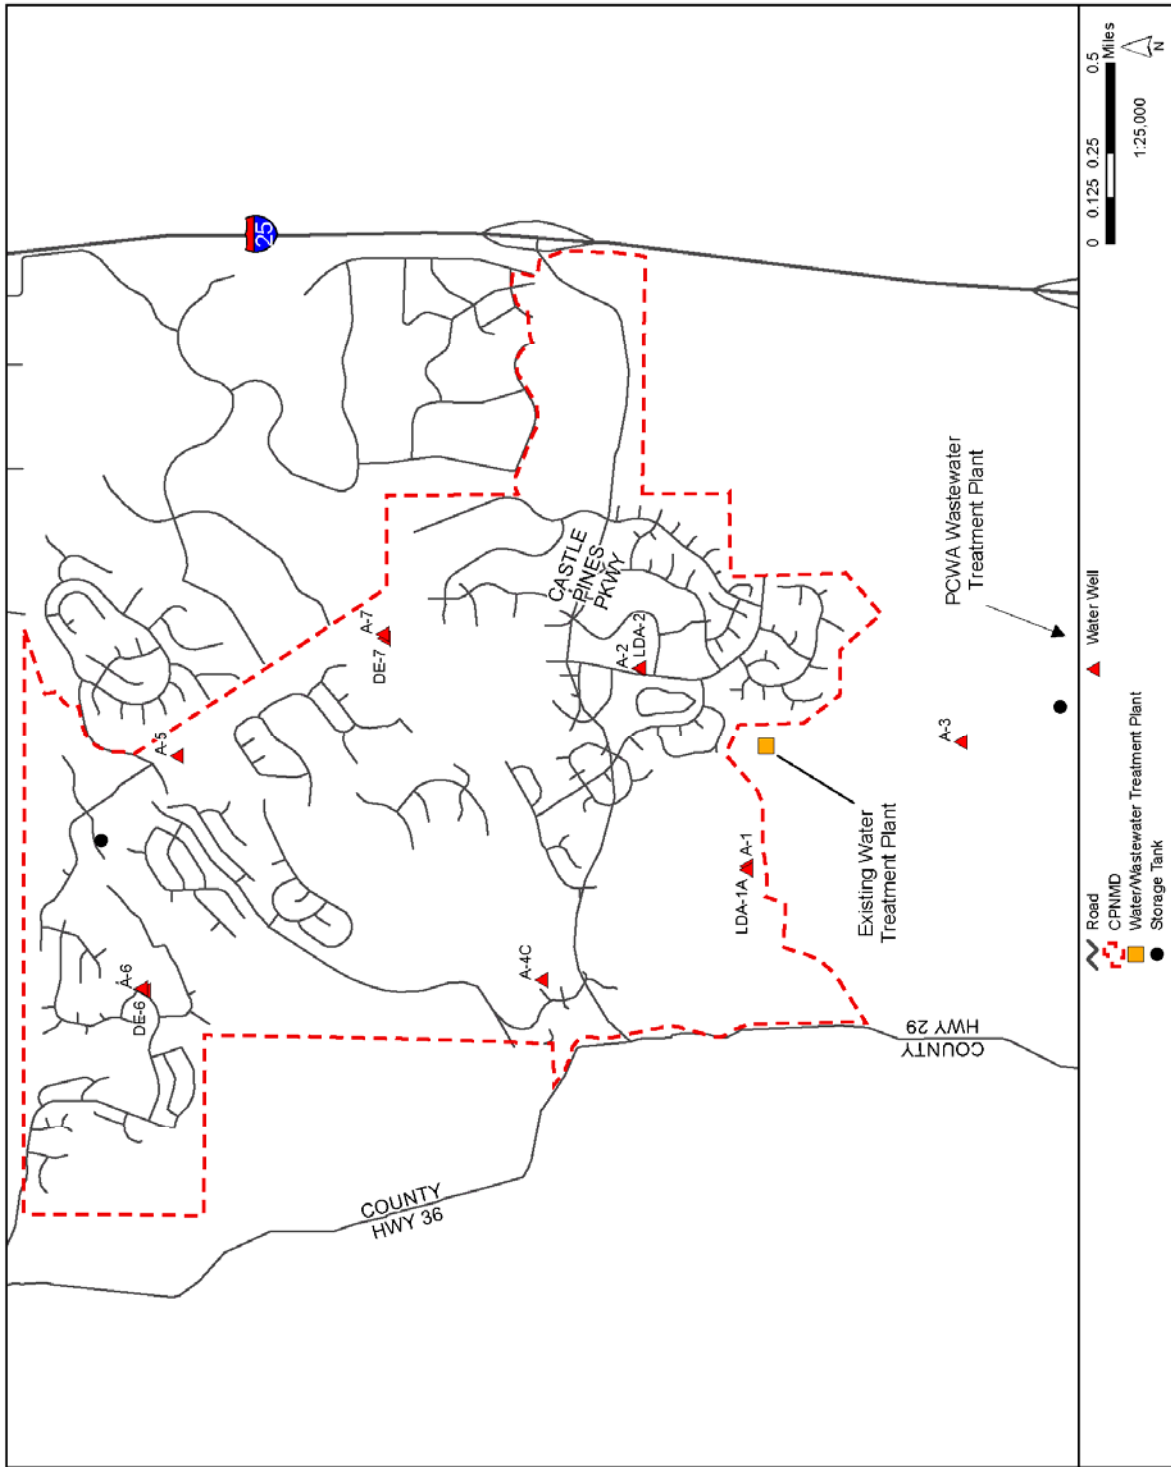 25
A-5
A-7
DE-7
A-6
DE-6
CASTLE
PINES
PKWY
A-2
LDA-2
A-4C
LDA-1A
A-1
A-3
COUNTY
HWY 36
COUNTY
HWY 29
Existing Water
Treatment Plant
PCWA Wastewater
Treatment Plant
Road
CPNMD
Water/Wastewater Treatment Plant
Storage Tank
Water Well
0 0.125 0.25 0.5
Miles
1:25,000
N